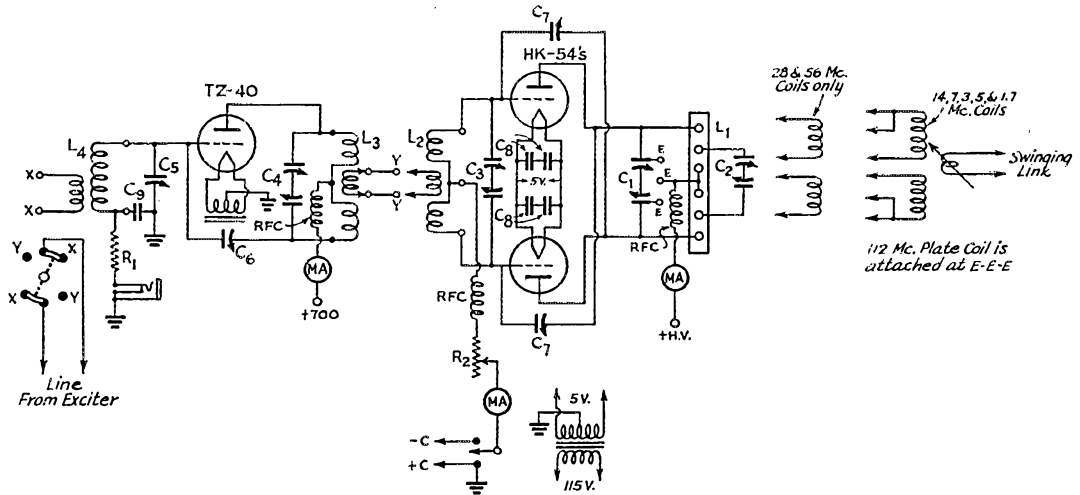 C7
HK-54's
TZ-40
28 & 56 Mc.
Coils only
14, 7, 3.5, & 1.7
Mc. Coils
L4
C5
C9
X
X
R1
C6
C4
RFC
L3
MA
+700
Y
Y
L2
C3
C8
5V.
C8
C7
C1
E
E
E
RFC
L1
C2
MA
+H.V.
Swinging
Link
112 Mc. Plate Coil is
attached at E-E-E
Y
X
X
Y
Line
From Exciter
RFC
R2
MA
-C
+C
5V.
115V.